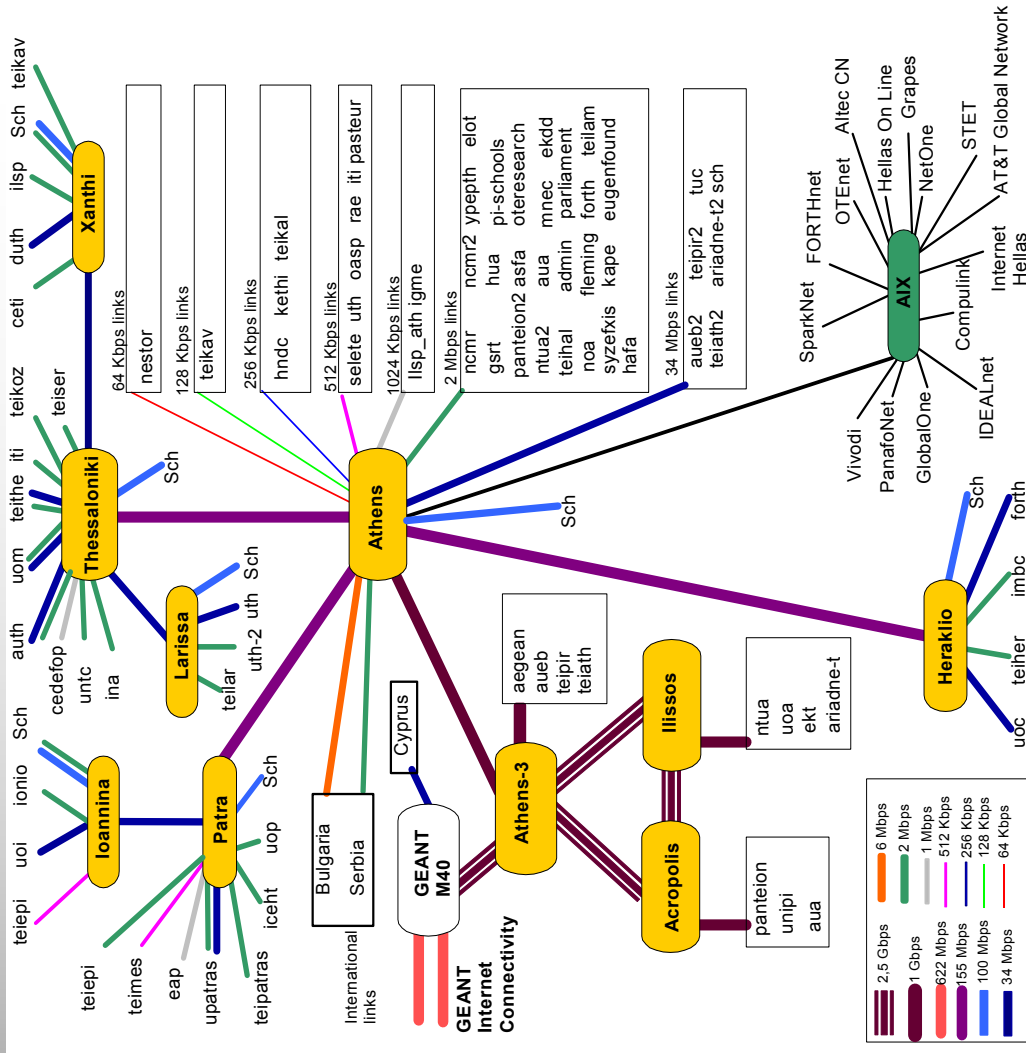 teiepi
uoi
ionio
Sch
Ioannina
teiepi
teimes
eap
upatras
teipatras
iceht
uop
Sch
Patra
auth
uom
teithe
iti
teikoz
teiser
Thessaloniki
Sch
cedefop
untc
ina
Larissa
teilar
uth-2
uth
Sch
ceti
duth
ilsp
Sch
teikav
Xanthi
64 Kbps links
nestor
128 Kbps links
teikav
256 Kbps links
hndc kethi teikal
512 Kbps links
selete uth oasp rae iti pasteur
1024 Kbps links
Ilsp_ath igme
2 Mbps links
ncmr ncmr2 ypepth elot
gsrt hua pi-schools
panteion2 asfa oteresearch
ntua2 aua mnec ekdd
teihal admin parliament
noa fleming forth teilam
syzefxis kape eugenfound
hafa
34 Mbps links
aueb2 teipir2 tuc
teiath2 ariadne-t2 sch
Athens
Sch
International
links
Bulgaria
Serbia
Cyprus
GEANT
M40
GEANT
Internet
Connectivity
Athens-3
aegean
aueb
teipir
teiath
Acropolis
Ilissos
panteion
unipi
aua
ntua
uoa
ekt
ariadne-t
Heraklio
uoc
teiher
imbc
forth
Sch
AIX
Vivodi
SparkNet
FORTHnet
OTEnet
Altec CN
Hellas On Line
Grapes
NetOne
STET
AT&T Global Network
Internet
Hellas
Compulink
IDEALnet
GlobalOne
PanafoNet
2,5 Gbps
1 Gbps
622 Mbps
155 Mbps
100 Mbps
34 Mbps
6 Mbps
2 Mbps
1 Mbps
512 Kbps
256 Kbps
128 Kbps
64 Kbps